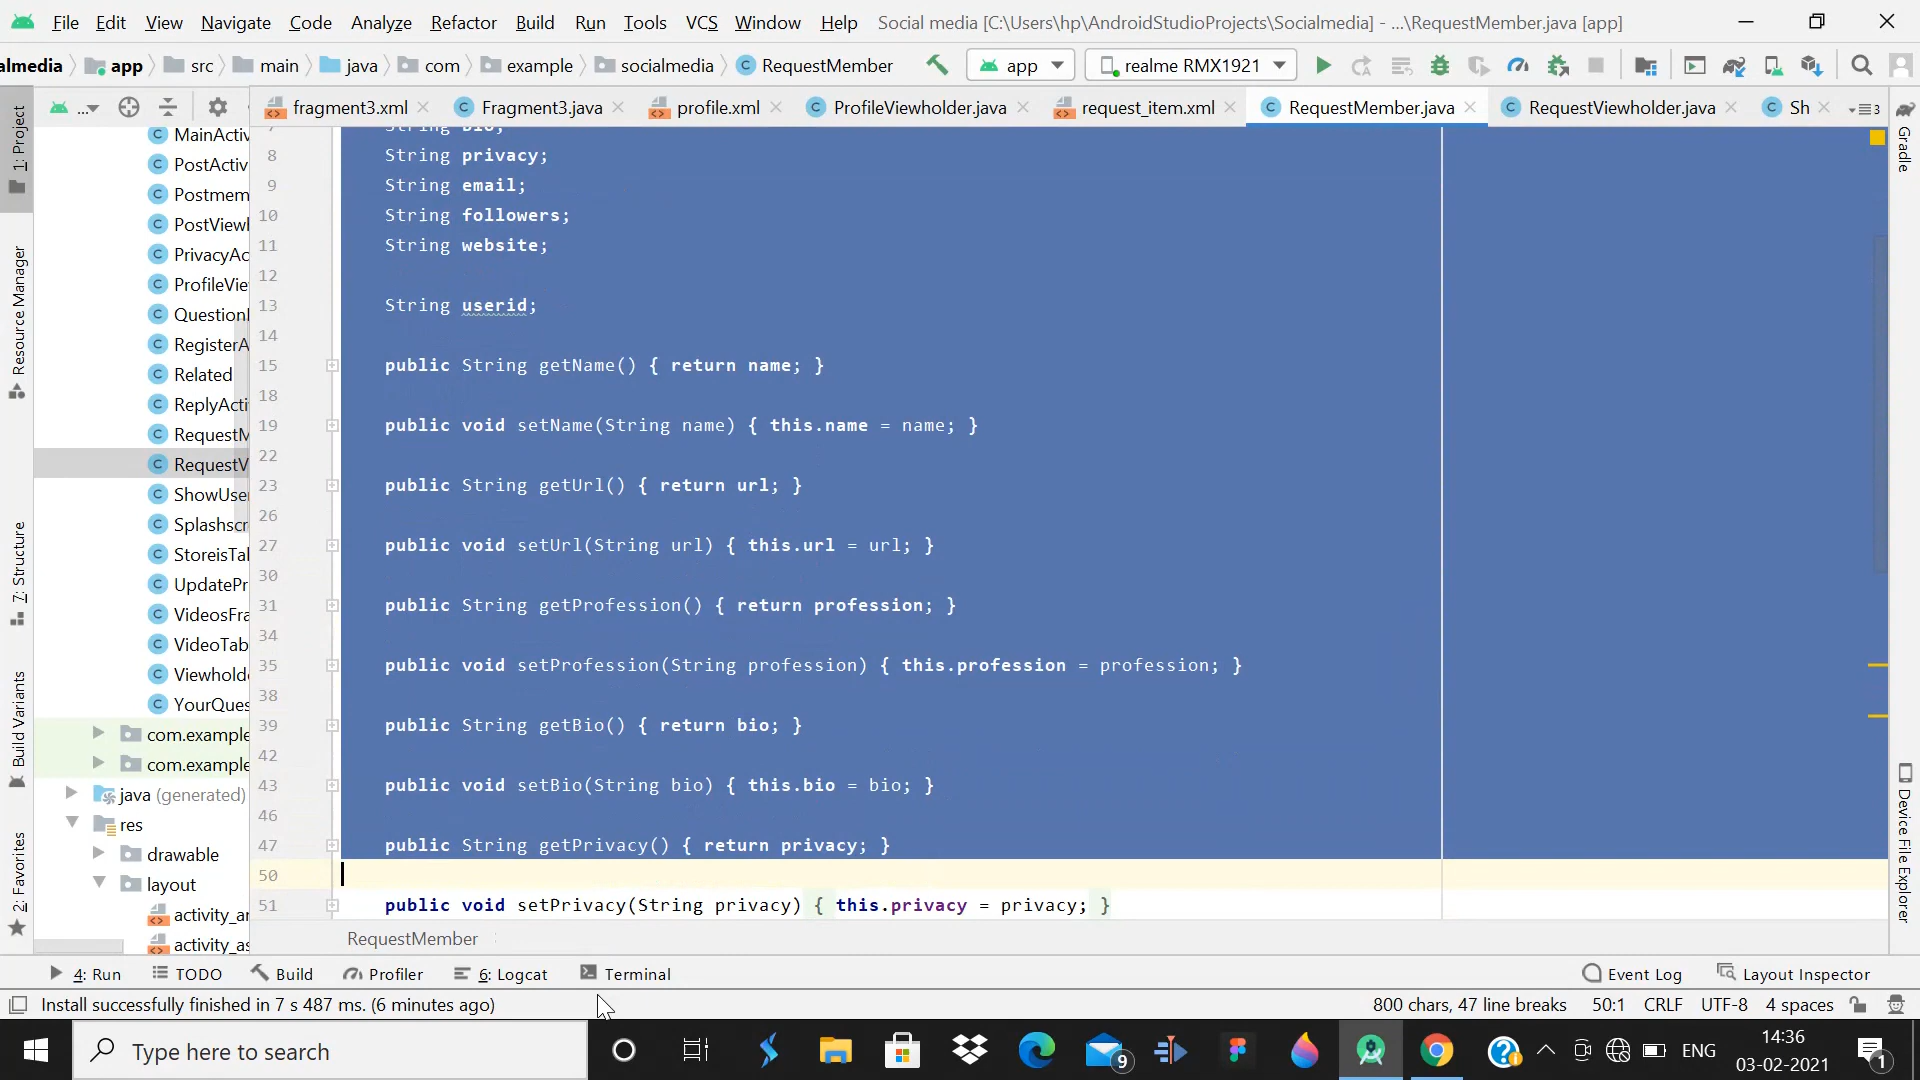 File Edit View Navigate Code Analyze Refactor Build Run Tools VCS Window Help Social media [C:\Users\hp\AndroidStudioProjects\Socialmedia] - ...\RequestMember.java [app]
almedia app src main java com example socialmedia RequestMember app realme RMX1921
... fragment3.xml Fragment3.java profile.xml ProfileViewholder.java request_item.xml RequestMember.java RequestViewholder.java Sh 3
1: Project
Resource Manager
7: Structure
Build Variants
2: Favorites
MainActiv
PostActiv
Postmem
PostViewh
PrivacyAc
ProfileVie
Question
RegisterA
Related
ReplyActi
RequestM
RequestV
ShowUse
Splashscr
StoreisTal
UpdatePr
VideosFra
VideoTab
Viewhold
YourQues
com.example
com.example
java (generated)
res
drawable
layout
activity_ar
activity_as
7 String bio;
8 String privacy;
9 String email;
10 String followers;
11 String website;
12
13 String userid;
14
15 public String getName() { return name; }
18
19 public void setName(String name) { this.name = name; }
22
23 public String getUrl() { return url; }
26
27 public void setUrl(String url) { this.url = url; }
30
31 public String getProfession() { return profession; }
34
35 public void setProfession(String profession) { this.profession = profession; }
38
39 public String getBio() { return bio; }
42
43 public void setBio(String bio) { this.bio = bio; }
46
47 public String getPrivacy() { return privacy; }
50
51 public void setPrivacy(String privacy) { this.privacy = privacy; }
RequestMember
Gradle
Device File Explorer
4: Run TODO Build Profiler 6: Logcat Terminal Event Log Layout Inspector
Install successfully finished in 7 s 487 ms. (6 minutes ago) 800 chars, 47 line breaks 50:1 CRLF UTF-8 4 spaces
Type here to search 9 ENG 14:36
03-02-2021 1